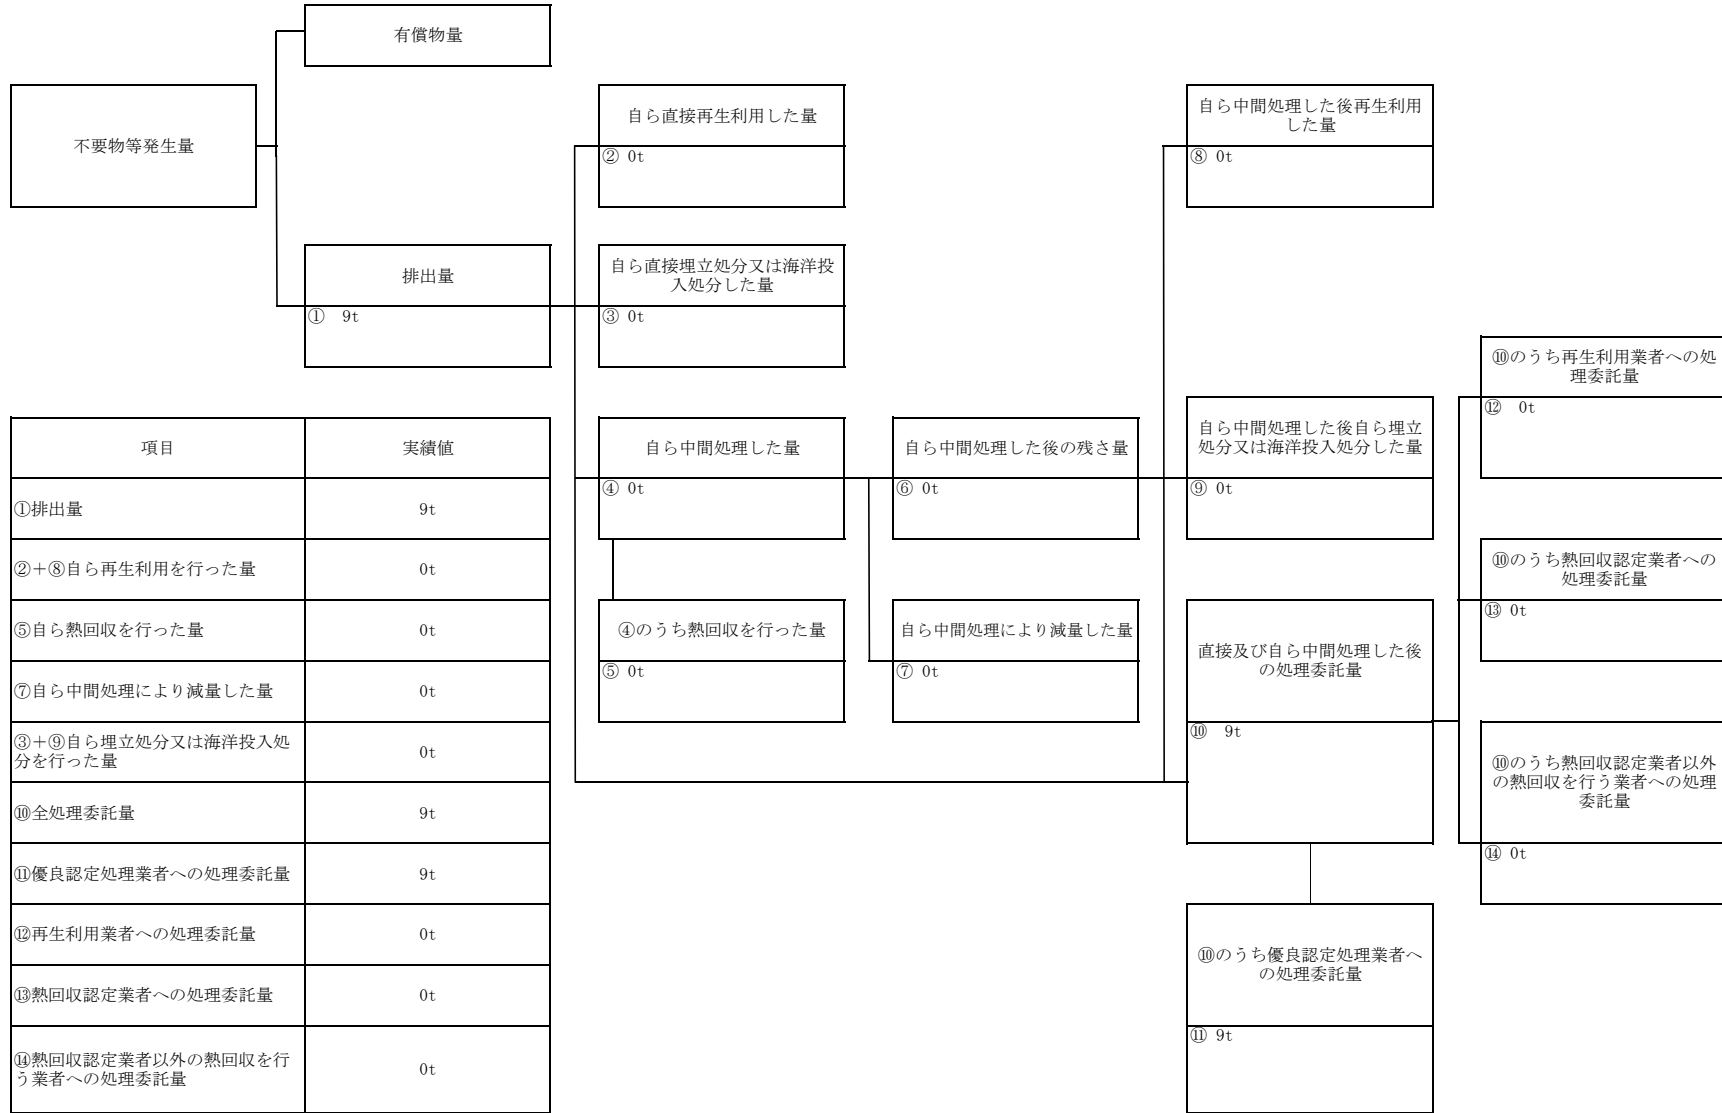 有償物量
不要物等発生量
自ら直接再生利用した量
② 0t
自ら中間処理した後再生利用
した量
⑧ 0t
排出量
① 9t
自ら直接埋立処分又は海洋投
入処分した量
③ 0t
⑩のうち再生利用業者への処
理委託量
⑫ 0t
自ら中間処理した量
④ 0t
自ら中間処理した後の残さ量
⑥ 0t
自ら中間処理した後自ら埋立
処分又は海洋投入処分した量
⑨ 0t
⑩のうち熱回収認定業者への
処理委託量
⑬ 0t
④のうち熱回収を行った量
⑤ 0t
自ら中間処理により減量した量
⑦ 0t
直接及び自ら中間処理した後
の処理委託量
⑩ 9t
⑩のうち熱回収認定業者以外
の熱回収を行う業者への処理
委託量
⑭ 0t
⑩のうち優良認定処理業者へ
の処理委託量
⑪ 9t
項目 実績値
①排出量 9t
②+⑧自ら再生利用を行った量 0t
⑤自ら熱回収を行った量 0t
⑦自ら中間処理により減量した量 0t
③+⑨自ら埋立処分又は海洋投入処
分を行った量 0t
⑩全処理委託量 9t
⑪優良認定処理業者への処理委託量 9t
⑫再生利用業者への処理委託量 0t
⑬熱回収認定業者への処理委託量 0t
⑭熱回収認定業者以外の熱回収を行
う業者への処理委託量 0t